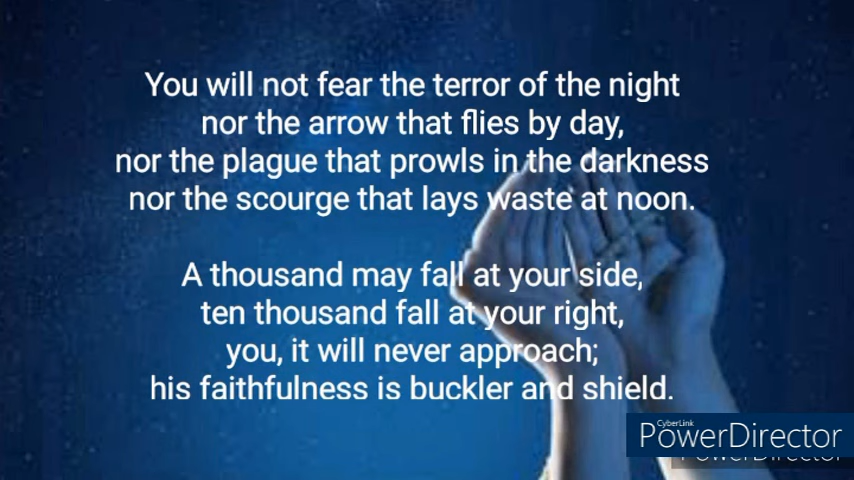 You will not fear the terror of the night
nor the arrow that flies by day,
nor the plague that prowls in the darkness
nor the scourge that lays waste at noon.
A thousand may fall at your side,
ten thousand fall at your right,
you, it will never approach;
his faithfulness is buckler and shield.
CyberLink
PowerDirector
PowerDirector